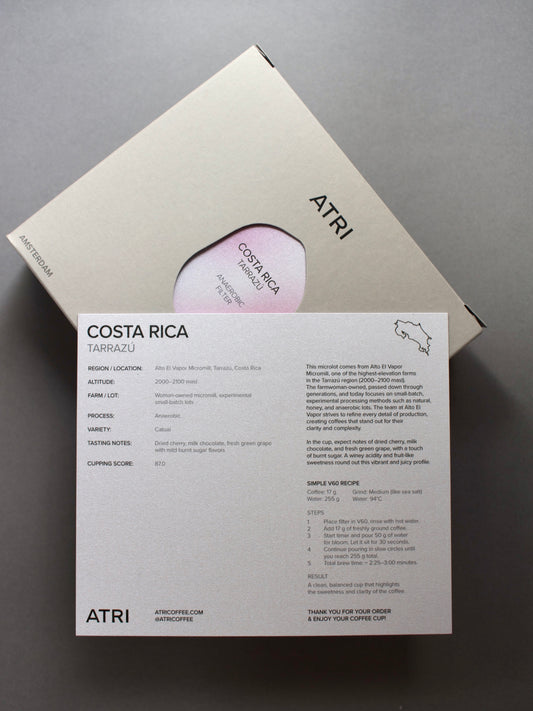 AMSTERDAM
ATRI
COSTA RICA
TARRAZÚ
ANAEROBIC
FILTER
COSTA RICA
TARRAZÚ
REGION / LOCATION: Alto El Vapor Micromill, Tarrazu, Costa Rica
ALTITUDE: 2000–2100 masl
FARM / LOT: Woman-owned micromill, experimental
small-batch lots
PROCESS: Anaerobic
VARIETY: Catuai
TASTING NOTES: Dried cherry, milk chocolate, fresh green grape
with mild burnt sugar flavors
CUPPING SCORE: 87.0
This microlot comes from Alto El Vapor
Micromill, one of the highest-elevation farms
in the Tarrazú region (2000–2100 masl).
The farmwoman-owned, passed down through
generations, and today focuses on small-batch,
experimental processing methods such as natural,
honey, and anaerobic lots. The team at Alto El
Vapor strives to refine every detail of production,
creating coffees that stand out for their
clarity and complexity.
In the cup, expect notes of dried cherry, milk
chocolate, and fresh green grape, with a touch
of burnt sugar. A winey acidity and fruit-like
sweetness round out this vibrant and juicy profile.
SIMPLE V60 RECIPE
Coffee: 17 g Grind: Medium (like sea salt)
Water: 255 g Water: 94°C
STEPS
1 Place filter in V60, rinse with hot water.
2 Add 17 g of freshly ground coffee.
3 Start timer and pour 50 g of water
for bloom. Let it sit for 30 seconds.
4 Continue pouring in slow circles until
you reach 255 g total.
5 Total brew time: ~ 2:25–3:00 minutes.
RESULT
A clean, balanced cup that highlights
the sweetness and clarity of the coffee.
ATRI
ATRICOFFEE.COM
@ATRICOFFEE
THANK YOU FOR YOUR ORDER
& ENJOY YOUR COFFEE CUP!